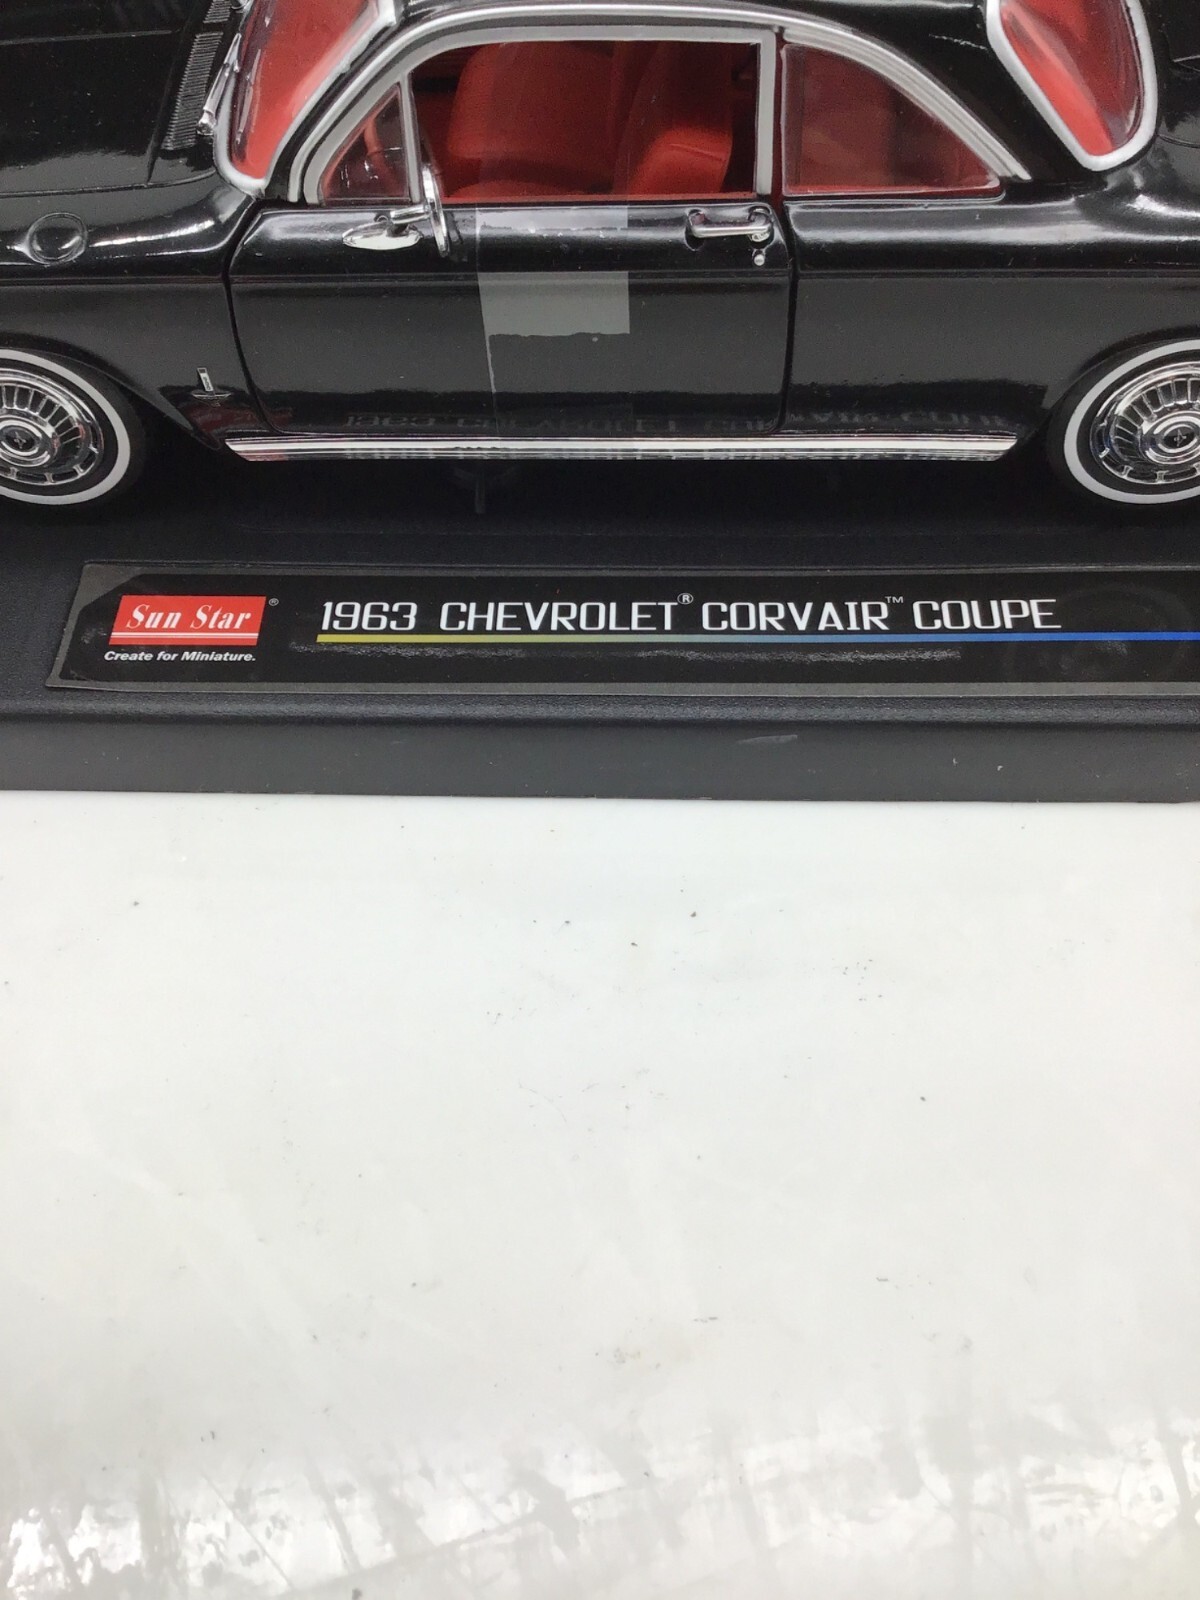 Sun Star®
Create for Miniature.
1963 CHEVROLET® CORVAIR™ COUPE